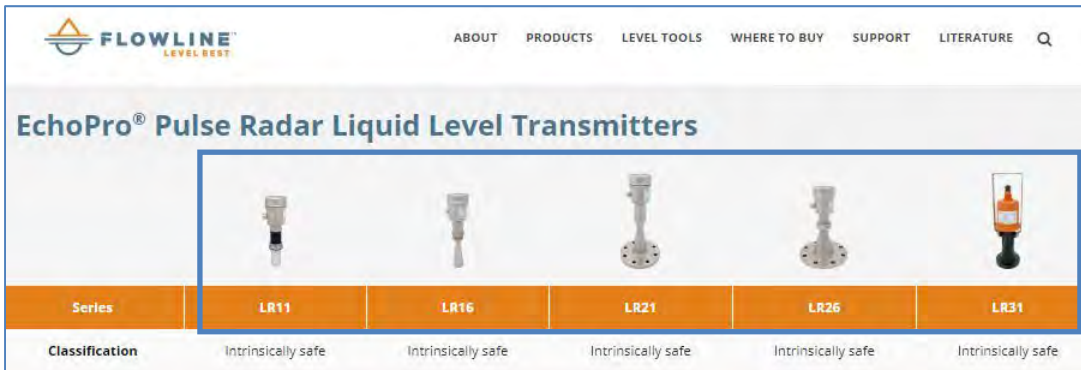 FLOWLINE™
LEVEL BEST
ABOUT PRODUCTS LEVEL TOOLS WHERE TO BUY SUPPORT LITERATURE
EchoPro® Pulse Radar Liquid Level Transmitters
Series LR11 LR16 LR21 LR26 LR31
Classification Intrinsically safe Intrinsically safe Intrinsically safe Intrinsically safe Intrinsically safe